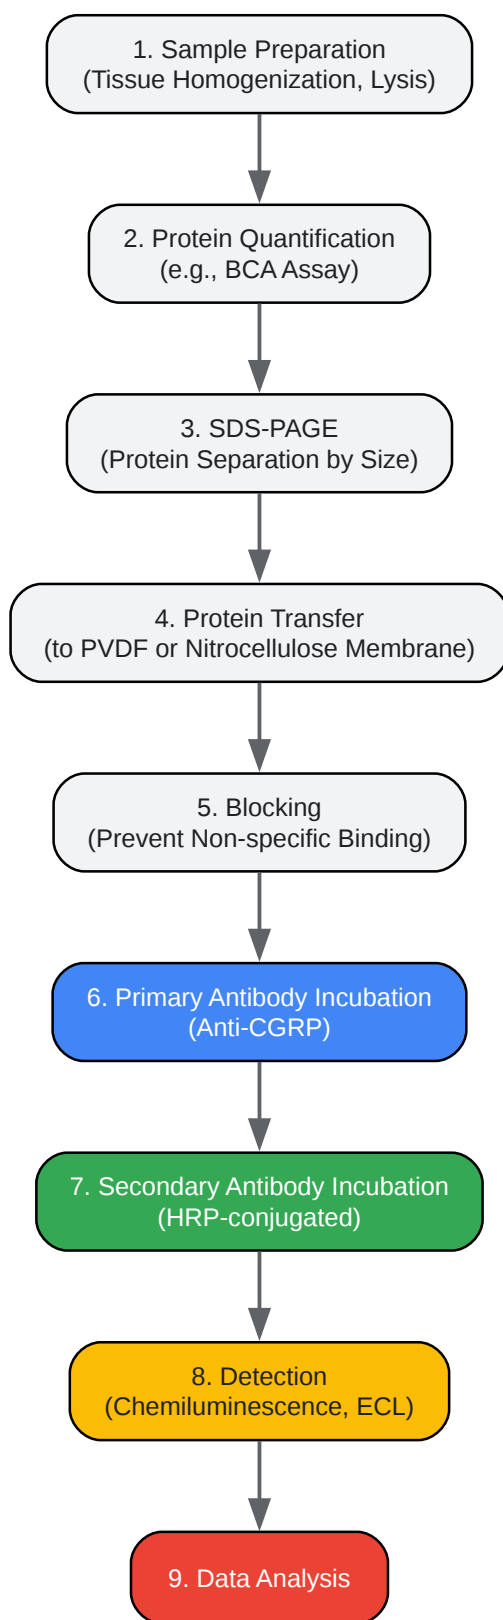 1. Sample Preparation
(Tissue Homogenization, Lysis)
2. Protein Quantification
(e.g., BCA Assay)
3. SDS-PAGE
(Protein Separation by Size)
4. Protein Transfer
(to PVDF or Nitrocellulose Membrane)
5. Blocking
(Prevent Non-specific Binding)
6. Primary Antibody Incubation
(Anti-CGRP)
7. Secondary Antibody Incubation
(HRP-conjugated)
8. Detection
(Chemiluminescence, ECL)
9. Data Analysis